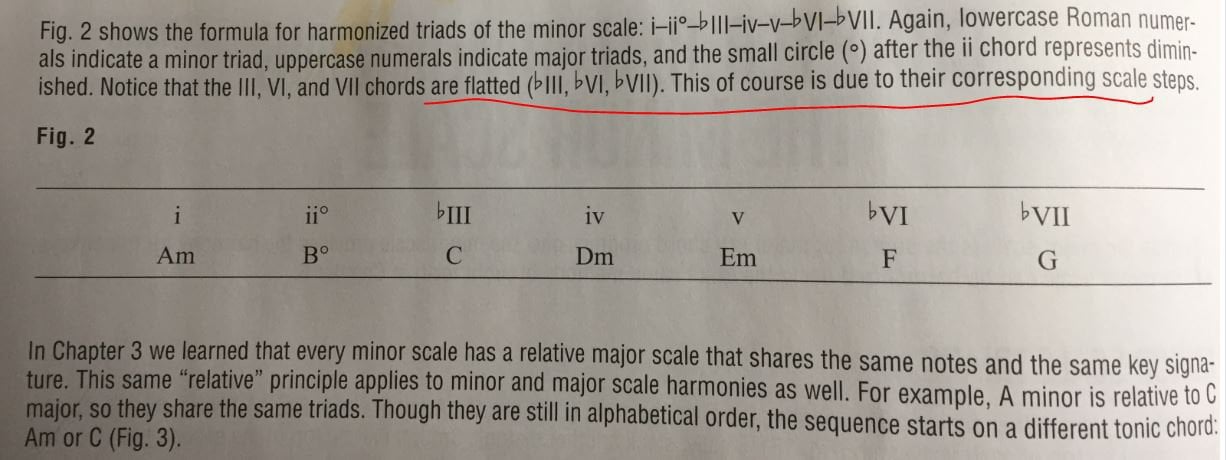 Fig. 2 shows the formula for harmonized triads of the minor scale: i–ii°–♭III–iv–v–♭VI–♭VII. Again, lowercase Roman numer-
als indicate a minor triad, uppercase numerals indicate major triads, and the small circle (°) after the ii chord represents dimin-
ished. Notice that the III, VI, and VII chords are flatted (♭III, ♭VI, ♭VII). This of course is due to their corresponding scale steps.
Fig. 2
i ii° ♭III iv v ♭VI ♭VII
Am B° C Dm Em F G
In Chapter 3 we learned that every minor scale has a relative major scale that shares the same notes and the same key signa-
ture. This same “relative” principle applies to minor and major scale harmonies as well. For example, A minor is relative to C
major, so they share the same triads. Though they are still in alphabetical order, the sequence starts on a different tonic chord:
Am or C (Fig. 3).